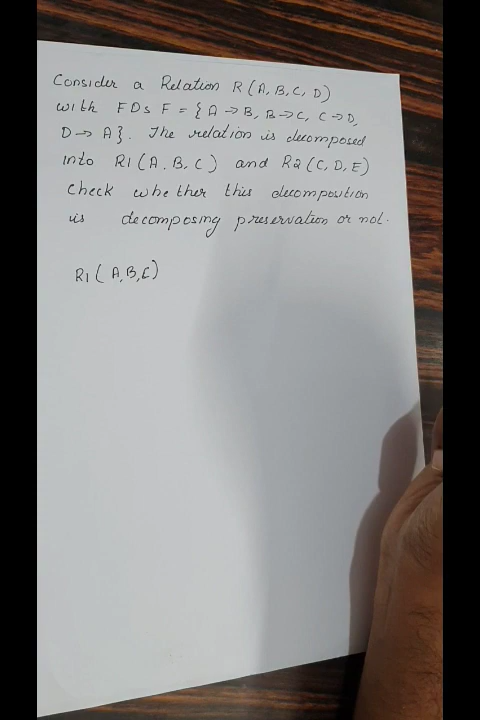 Consider a Relation R(A, B, C, D)
with FDs F = {A → B, B → C, C → D,
D → A}. The relation is decomposed
into R1(A. B, C) and R2(C, D, E)
Check whether this decomposition
is decomposing preservation or not.
R1( A,B,C)